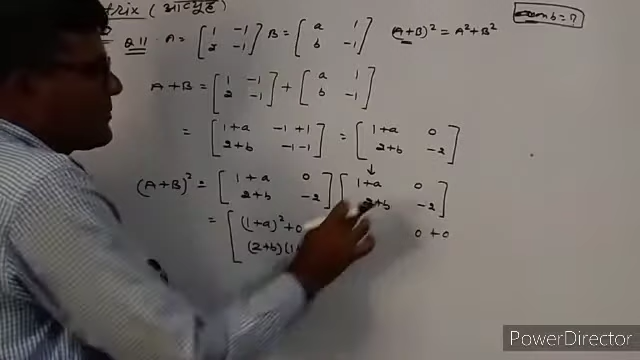 trix (आव्यूह)
Q.11 A = [1 -1 2 -1] B = [a 1 b -1] (A+B)² = A² + B² b = ?
A+B = [1 -1 2 -1] + [a 1 b -1]
= [1+a -1+1 2+b -1-1] = [1+a 0 2+b -2]
(A+B)² = [1+a 0 2+b -2] [1+a 0 2+b -2]
= [(1+a)²+0 0+0 (2+b)(1+
PowerDirector